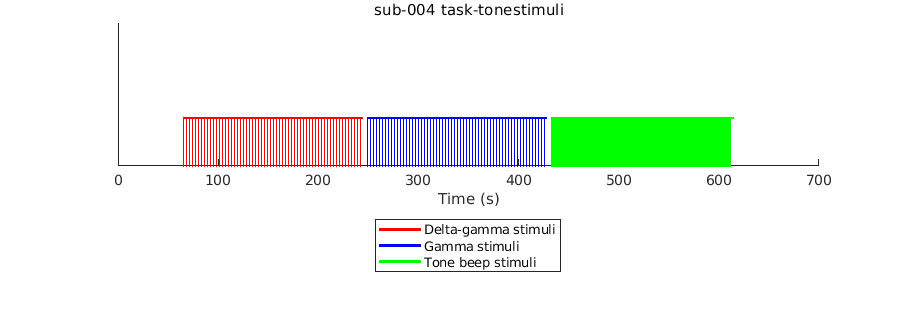 sub-004 task-tonestimuli
0 100 200 300 400 500 600 700
Time (s)
Delta-gamma stimuli
Gamma stimuli
Tone beep stimuli